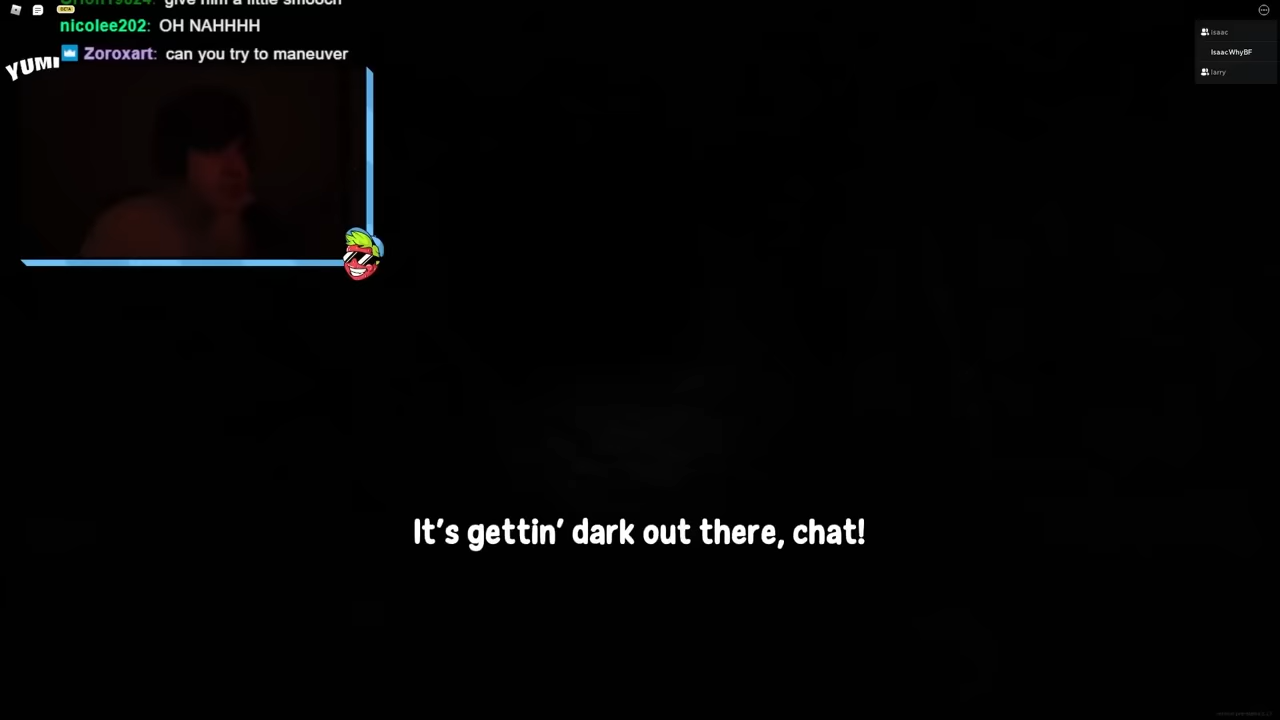 BETA
give him a little smooch
nicolee202: OH NAHHHH
Zoroxart: can you try to maneuver
YUMI
isaac
IsaacWhyBF
larry
It's gettin' dark out there, chat!